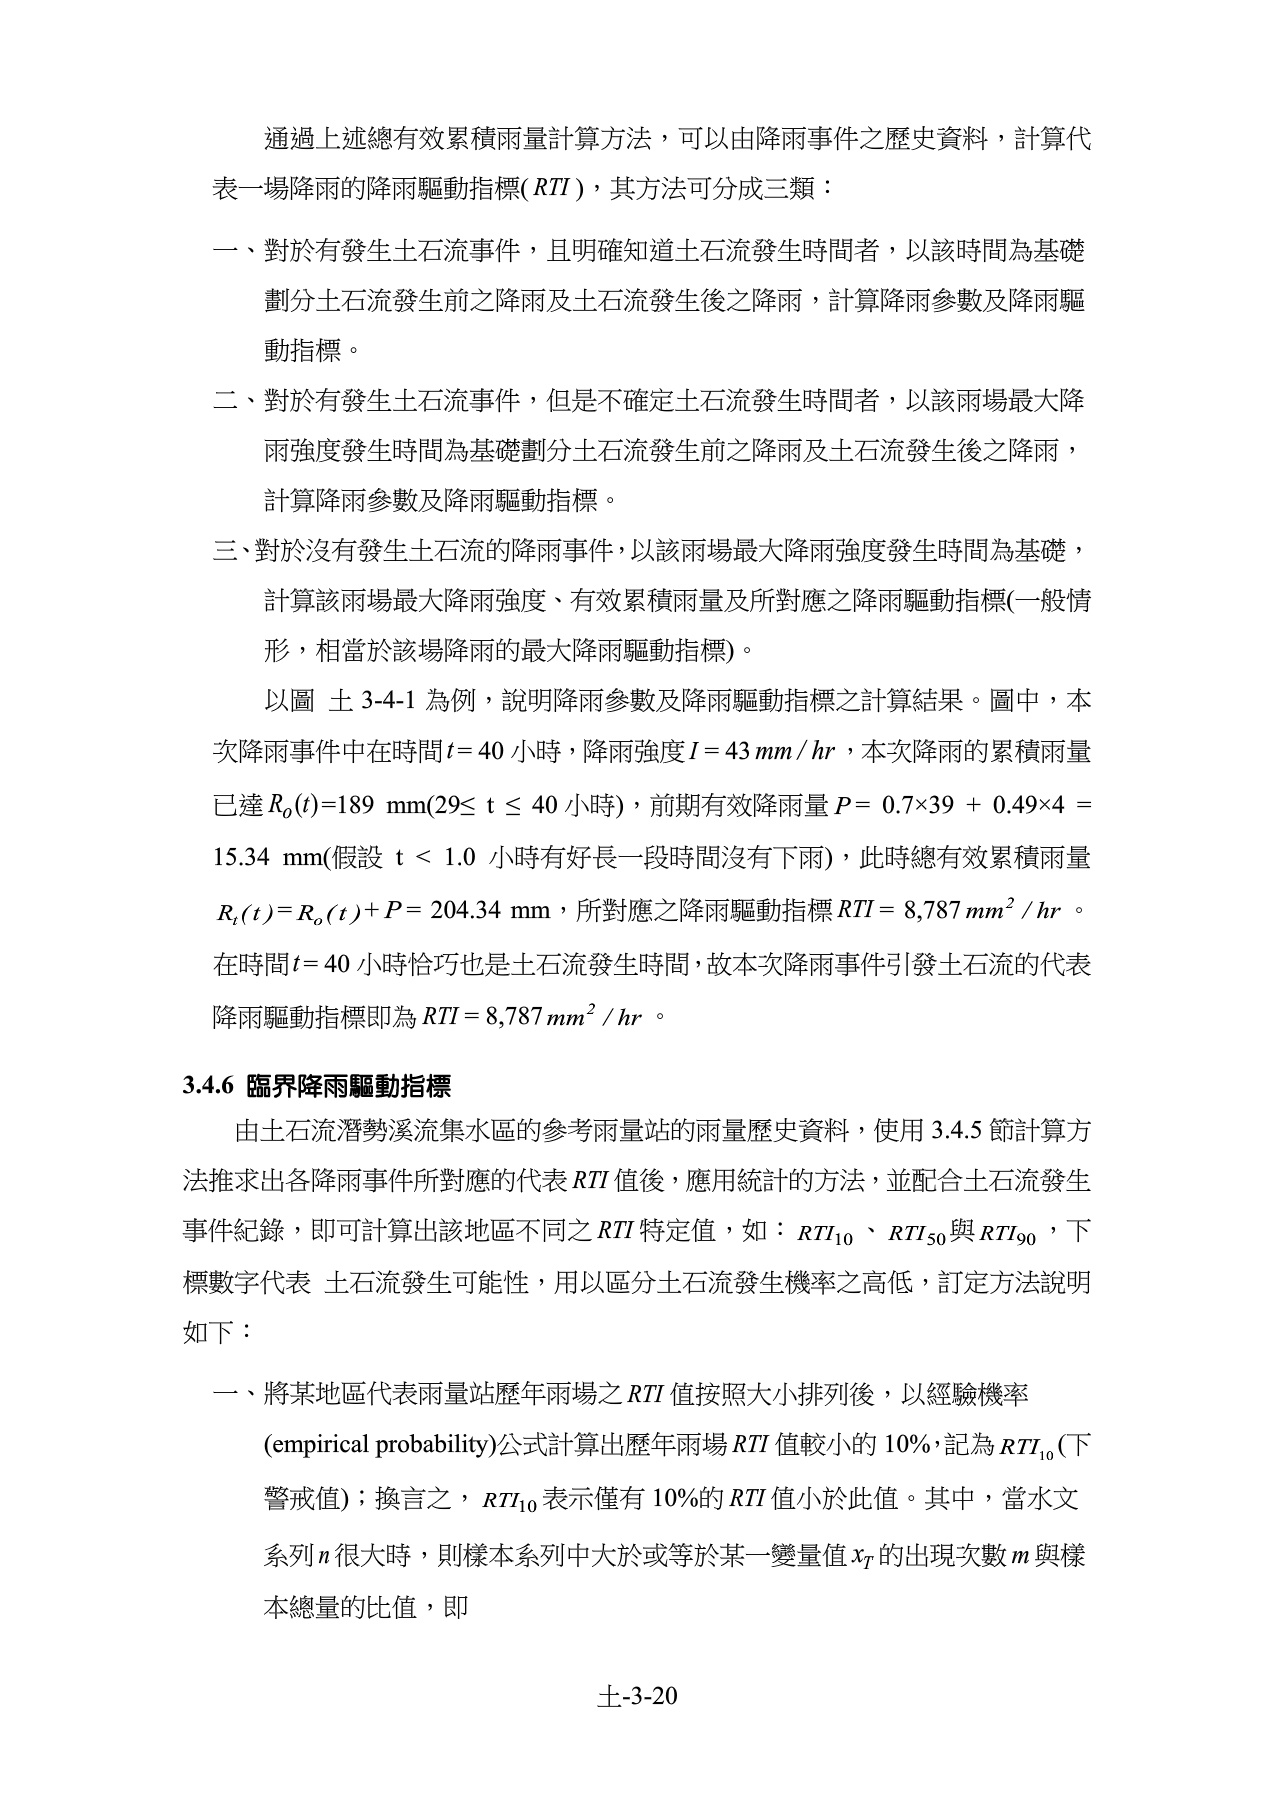 通過上述總有效累積雨量計算方法，可以由降雨事件之歷史資料，計算代
表一場降雨的降雨驅動指標(RTI)，其方法可分成三類：
一、對於有發生土石流事件，且明確知道土石流發生時間者，以該時間為基礎
劃分土石流發生前之降雨及土石流發生後之降雨，計算降雨參數及降雨驅
動指標。
二、對於有發生土石流事件，但是不確定土石流發生時間者，以該雨場最大降
雨強度發生時間為基礎劃分土石流發生前之降雨及土石流發生後之降雨，
計算降雨參數及降雨驅動指標。
三、對於沒有發生土石流的降雨事件，以該雨場最大降雨強度發生時間為基礎，
計算該雨場最大降雨強度、有效累積雨量及所對應之降雨驅動指標(一般情
形，相當於該場降雨的最大降雨驅動指標)。
以圖 土 3-4-1 為例，說明降雨參數及降雨驅動指標之計算結果。圖中，本
次降雨事件中在時間 t = 40 小時，降雨強度 I = 43 mm / hr，本次降雨的累積雨量
已達 Rₒ(t)=189 mm(29≤ t ≤ 40 小時)，前期有效降雨量 P = 0.7×39 + 0.49×4 =
15.34 mm(假設 t < 1.0 小時有好長一段時間沒有下雨)，此時總有效累積雨量
Rₜ(t) = Rₒ(t) + P = 204.34 mm，所對應之降雨驅動指標 RTI = 8,787 mm² / hr 。
在時間 t = 40 小時恰巧也是土石流發生時間，故本次降雨事件引發土石流的代表
降雨驅動指標即為 RTI = 8,787 mm² / hr 。
3.4.6 臨界降雨驅動指標
由土石流潛勢溪流集水區的參考雨量站的雨量歷史資料，使用 3.4.5 節計算方
法推求出各降雨事件所對應的代表 RTI 值後，應用統計的方法，並配合土石流發生
事件紀錄，即可計算出該地區不同之 RTI 特定值，如： RTI₁₀ 、 RTI₅₀ 與 RTI₉₀ ，下
標數字代表 土石流發生可能性，用以區分土石流發生機率之高低，訂定方法說明
如下：
一、將某地區代表雨量站歷年雨場之 RTI 值按照大小排列後，以經驗機率
(empirical probability)公式計算出歷年雨場 RTI 值較小的 10%，記為 RTI₁₀ (下
警戒值)；換言之， RTI₁₀ 表示僅有 10%的 RTI 值小於此值。其中，當水文
系列 n 很大時，則樣本系列中大於或等於某一變量值 x_T 的出現次數 m 與樣
本總量的比值，即
土-3-20